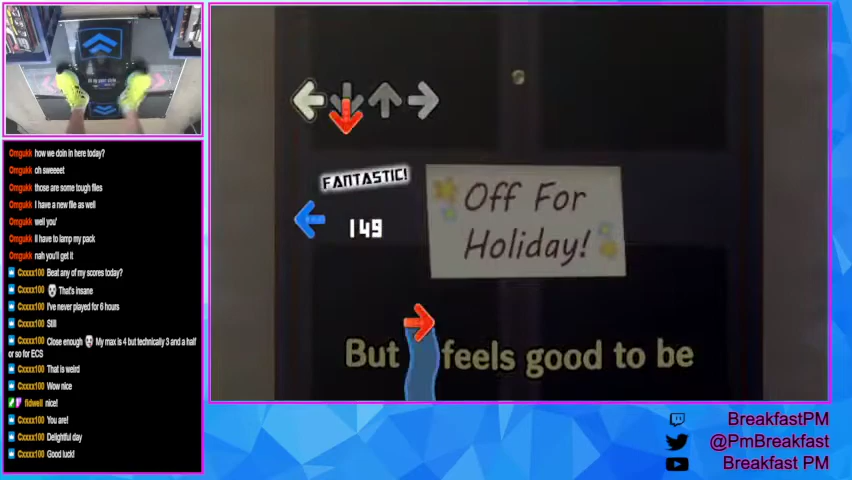 Omgukk how we doin in here today?
Omgukk oh sweeeet
Omgukk those are some tough files
Omgukk I have a new file as well
Omgukk well you'
Omgukk Il have to lamp my pack
Omgukk nah you'll get it
Cxxxx100 Beat any of my scores today?
Cxxxx100 That's insane
Cxxxx100 I've never played for 6 hours
Cxxxx100 Still
Cxxxx100 Close enough My max is 4 but technically 3 and a half
or so for ECS
Cxxxx100 That is weird
Cxxxx100 Wow nice
fidwell nice!
Cxxxx100 You are!
Cxxxx100 Delightful day
Cxxxx100 Good luck!
FANTASTIC!
149
Off For
Holiday!
But feels good to be
BreakfastPM
@PmBreakfast
Breakfast PM